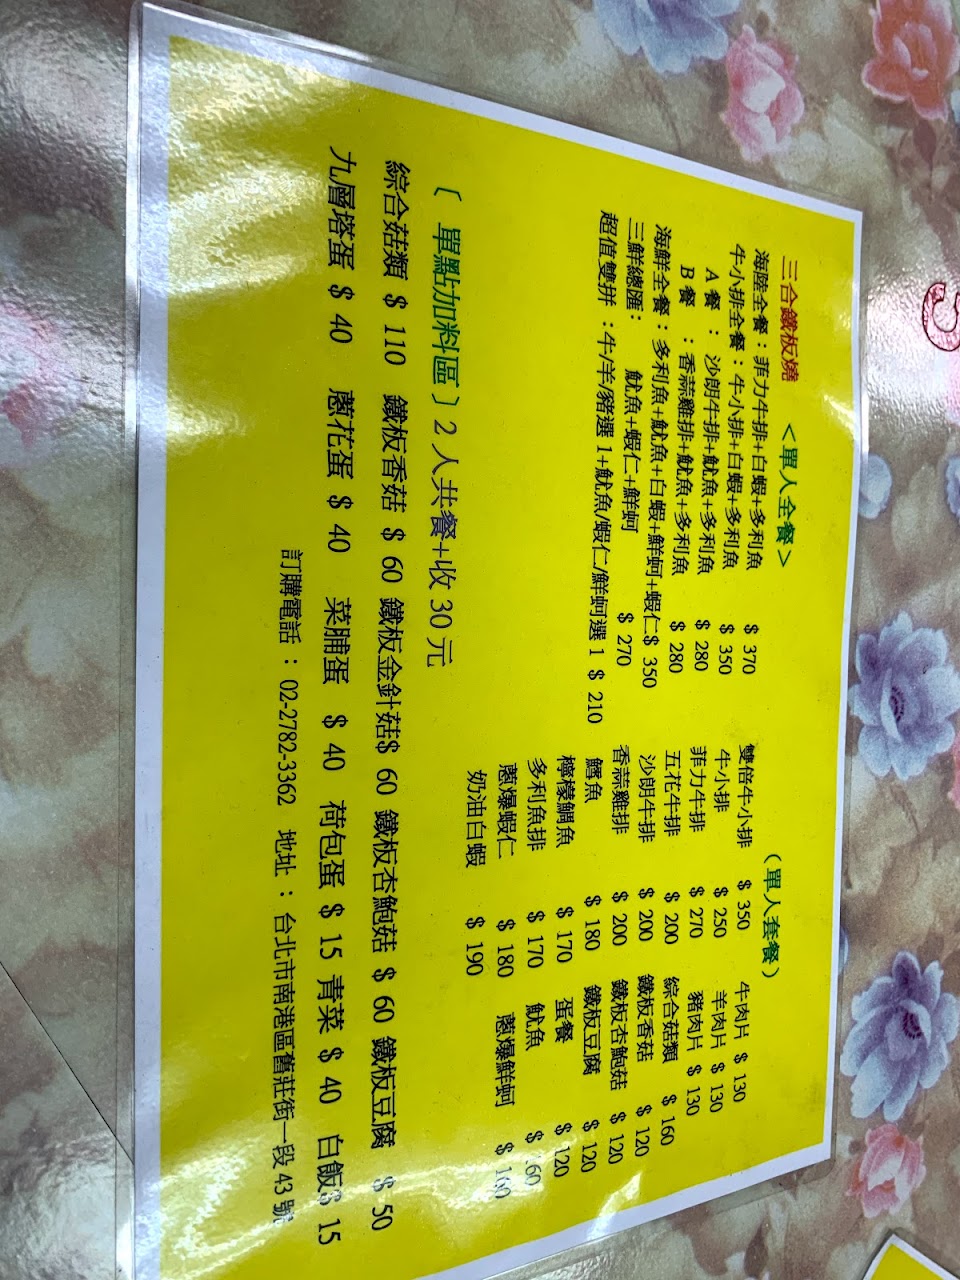 三合鐵板燒 <單人全餐>
海陸全餐：菲力牛排+白蝦+多利魚 $ 370
牛小排全餐：牛小排+白蝦+多利魚 $ 350
A 餐 ： 沙朗牛排+魷魚+多利魚 $ 280
B 餐 ：香蒜雞排+魷魚+多利魚 $ 280
海鮮全餐：多利魚+魷魚+白蝦+鮮蚵+蝦仁$ 350
三鮮總匯： 魷魚+蝦仁+鮮蚵 $ 270
超值雙拼 ：牛/羊/豬選 1+魷魚/蝦仁/鮮蚵選 1 $ 210
(單人套餐)
雙倍牛小排 $ 350 牛肉片 $ 130
牛小排 $ 250 羊肉片 $ 130
菲力牛排 $ 270 豬肉片 $ 130
五花牛排 $ 200 綜合菇類 $ 160
沙朗牛排 $ 200 鐵板香菇 $ 120
香蒜雞排 $ 200 鐵板杏鮑菇 $ 120
鱈魚 $ 180 鐵板豆腐 $ 120
檸檬鯛魚 $ 170 蛋餐 $ 120
多利魚排 $ 170 魷魚 $ 160
蔥爆蝦仁 $ 180 蔥爆鮮蚵 $ 160
奶油白蝦 $ 190
〔 單點加料區 〕2 人共餐+收 30 元
綜合菇類 $ 110 鐵板香菇 $ 60 鐵板金針菇$ 60 鐵板杏鮑菇 $ 60 鐵板豆腐 $ 50
九層塔蛋 $ 40 蔥花蛋 $ 40 菜脯蛋 $ 40 荷包蛋 $ 15 青菜 $ 40 白飯$ 15
訂購電話 ：02-2782-3362 地址 ：台北市南港區舊莊街一段 43 號